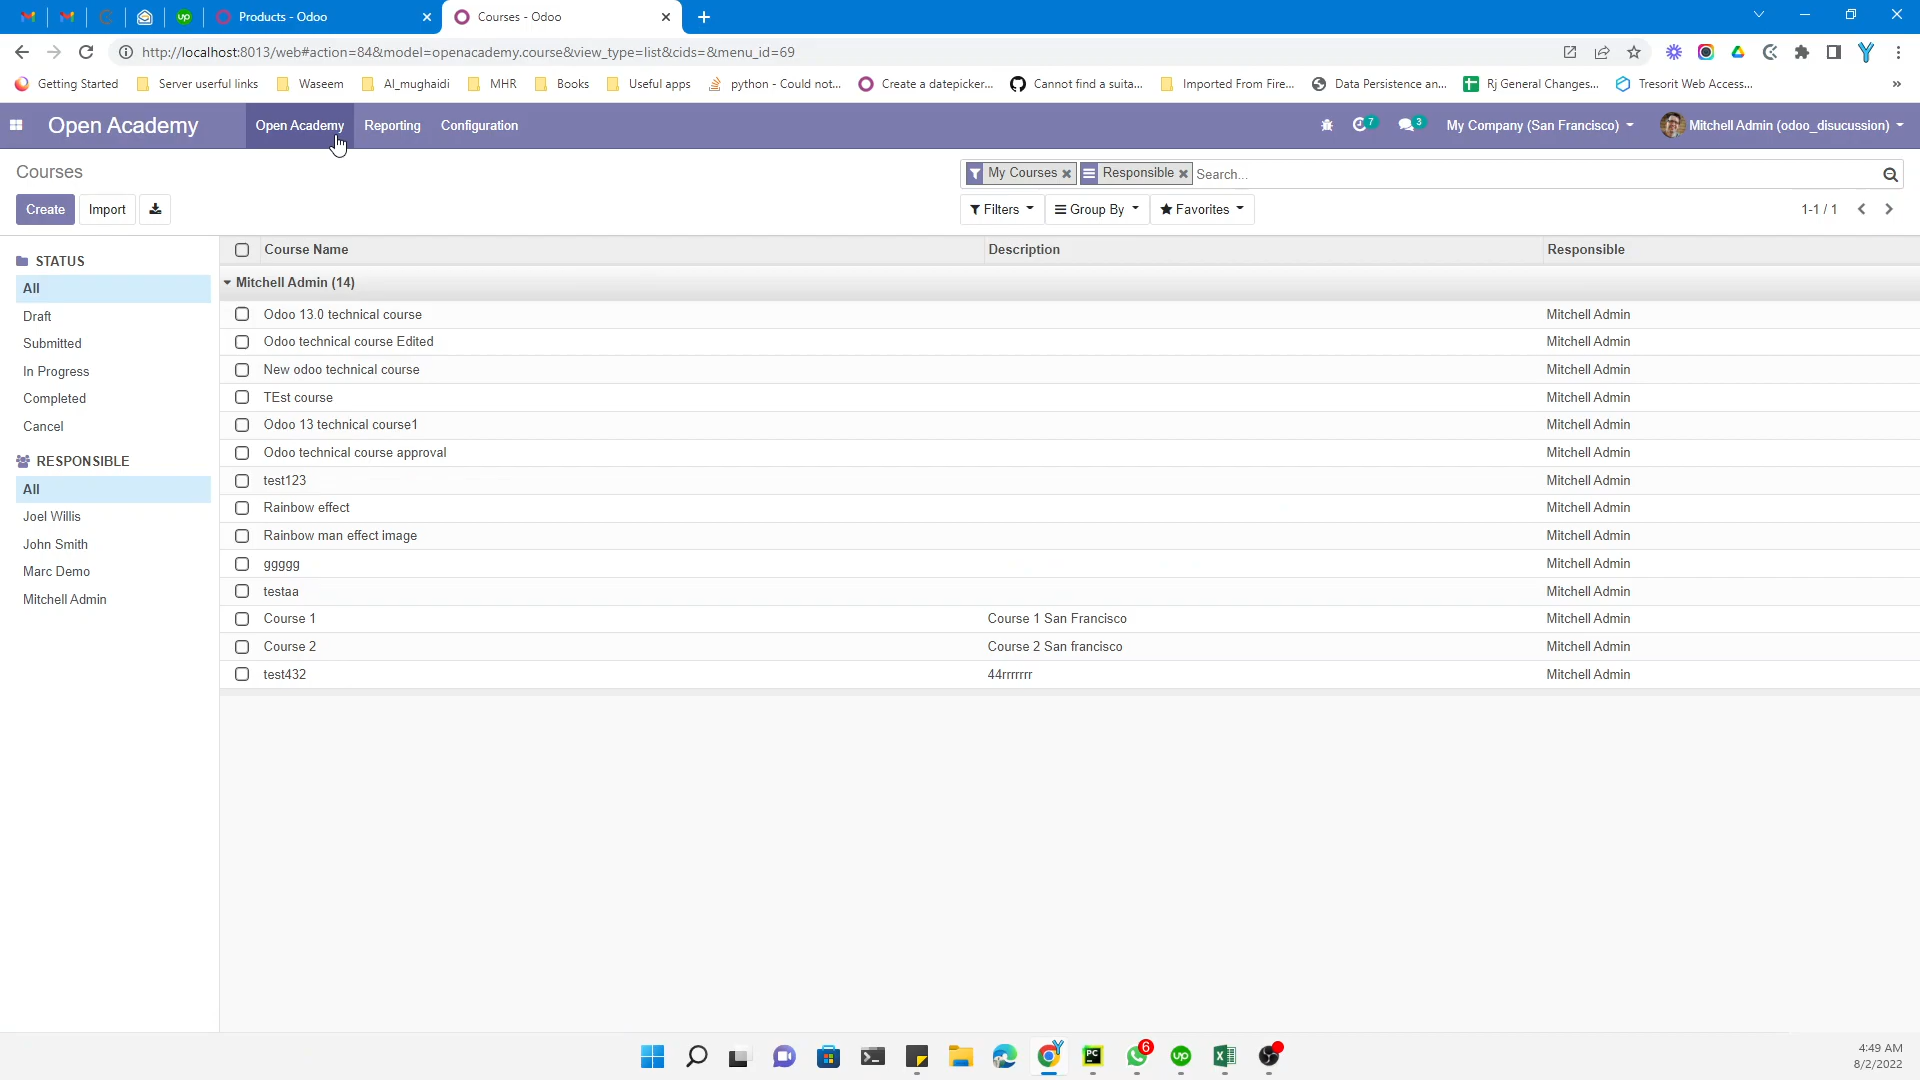 Products - Odoo
Courses - Odoo
http://localhost:8013/web#action=84&model=openacademy.course&view_type=list&cids=&menu_id=69
Getting Started Server userful links Waseem Al_mughaidi MHR Books Useful apps python - Could not... Create a datepicker... Cannot find a suita... Imported From Fire... Data Persistence an... Rj General Changes... Tresorit Web Access... »
Open Academy Open Academy Reporting Configuration 7 3 My Company (San Francisco) Mitchell Admin (odoo_disucussion)
Courses
My Courses Responsible Search...
Create Import
Filters Group By Favorites 1-1 / 1
STATUS
All
Draft
Submitted
In Progress
Completed
Cancel
RESPONSIBLE
All
Joel Willis
John Smith
Marc Demo
Mitchell Admin
Course Name Description Responsible
Mitchell Admin (14)
Odoo 13.0 technical course Mitchell Admin
Odoo technical course Edited Mitchell Admin
New odoo technical course Mitchell Admin
TEst course Mitchell Admin
Odoo 13 technical course1 Mitchell Admin
Odoo technical course approval Mitchell Admin
test123 Mitchell Admin
Rainbow effect Mitchell Admin
Rainbow man effect image Mitchell Admin
ggggg Mitchell Admin
testaa Mitchell Admin
Course 1 Course 1 San Francisco Mitchell Admin
Course 2 Course 2 San francisco Mitchell Admin
test432 44rrrrrrr Mitchell Admin
PC
6
up
4:49 AM
8/2/2022